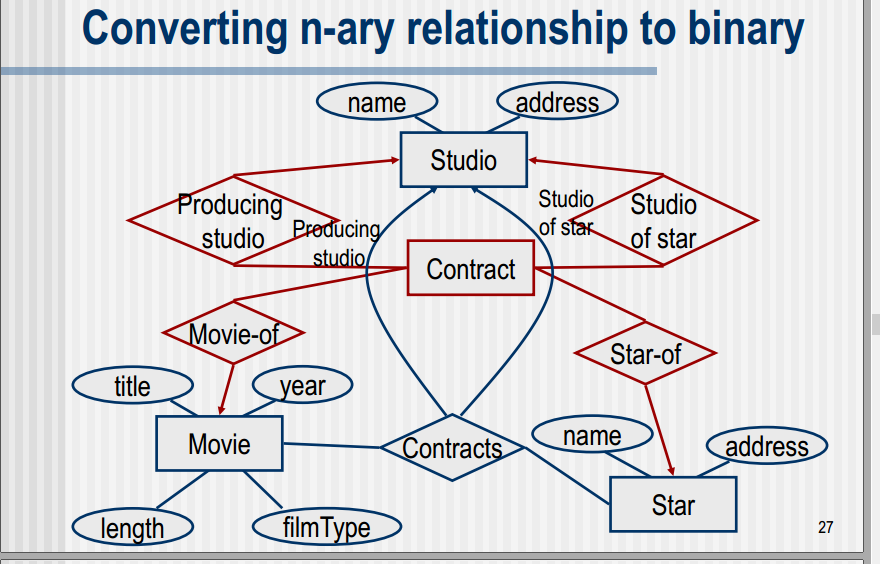 Converting n-ary relationship to binary
name
address
Studio
Producing
studio
Producing
studio
Studio
of star
Studio
of star
Contract
Movie-of
Star-of
title
year
Movie
Contracts
name
address
Star
length
filmType
27